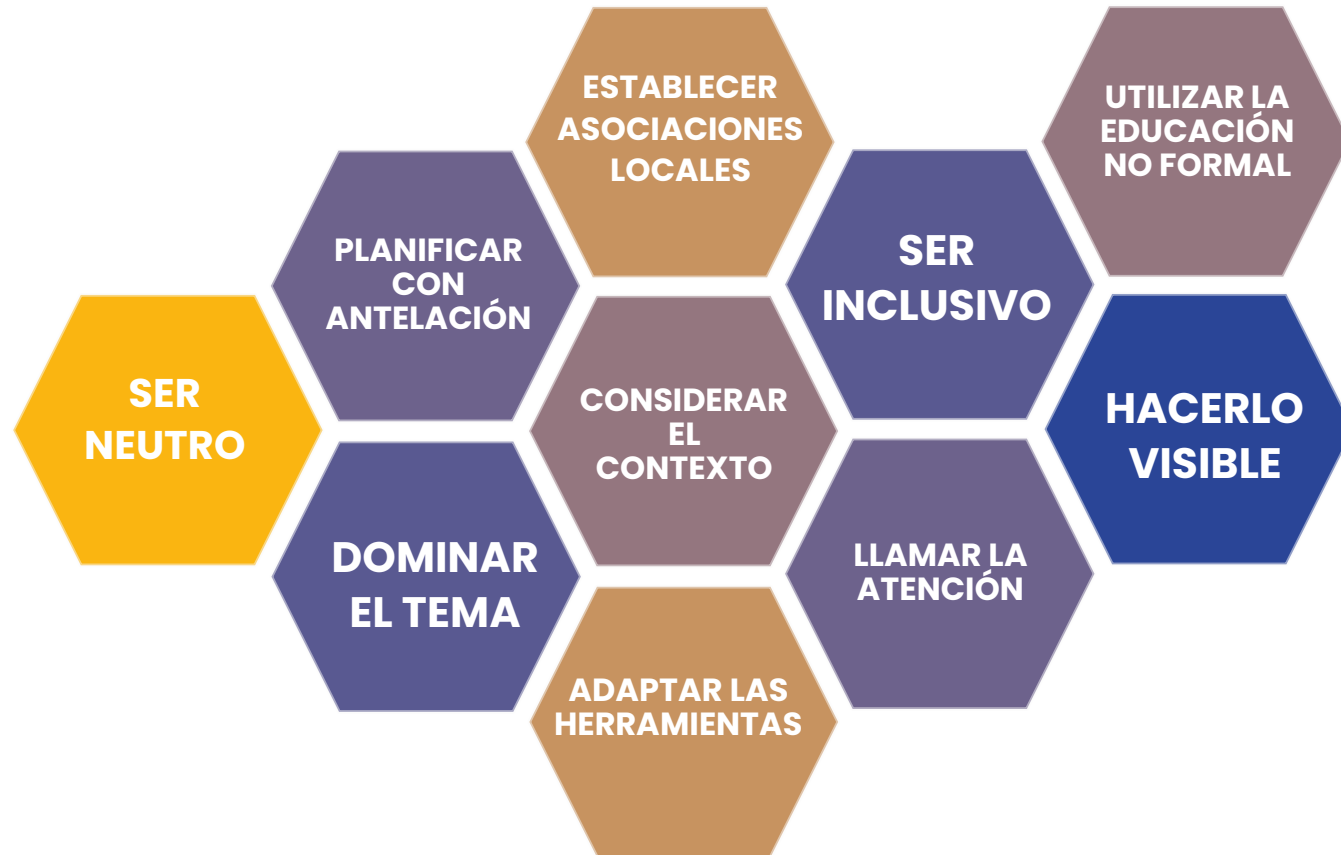 ESTABLECER
ASOCIACIONES
LOCALES
UTILIZAR LA
EDUCACIÓN
NO FORMAL
PLANIFICAR
CON
ANTELACIÓN
SER
INCLUSIVO
SER
NEUTRO
CONSIDERAR
EL
CONTEXTO
HACERLO
VISIBLE
DOMINAR
EL TEMA
LLAMAR LA
ATENCIÓN
ADAPTAR LAS
HERRAMIENTAS